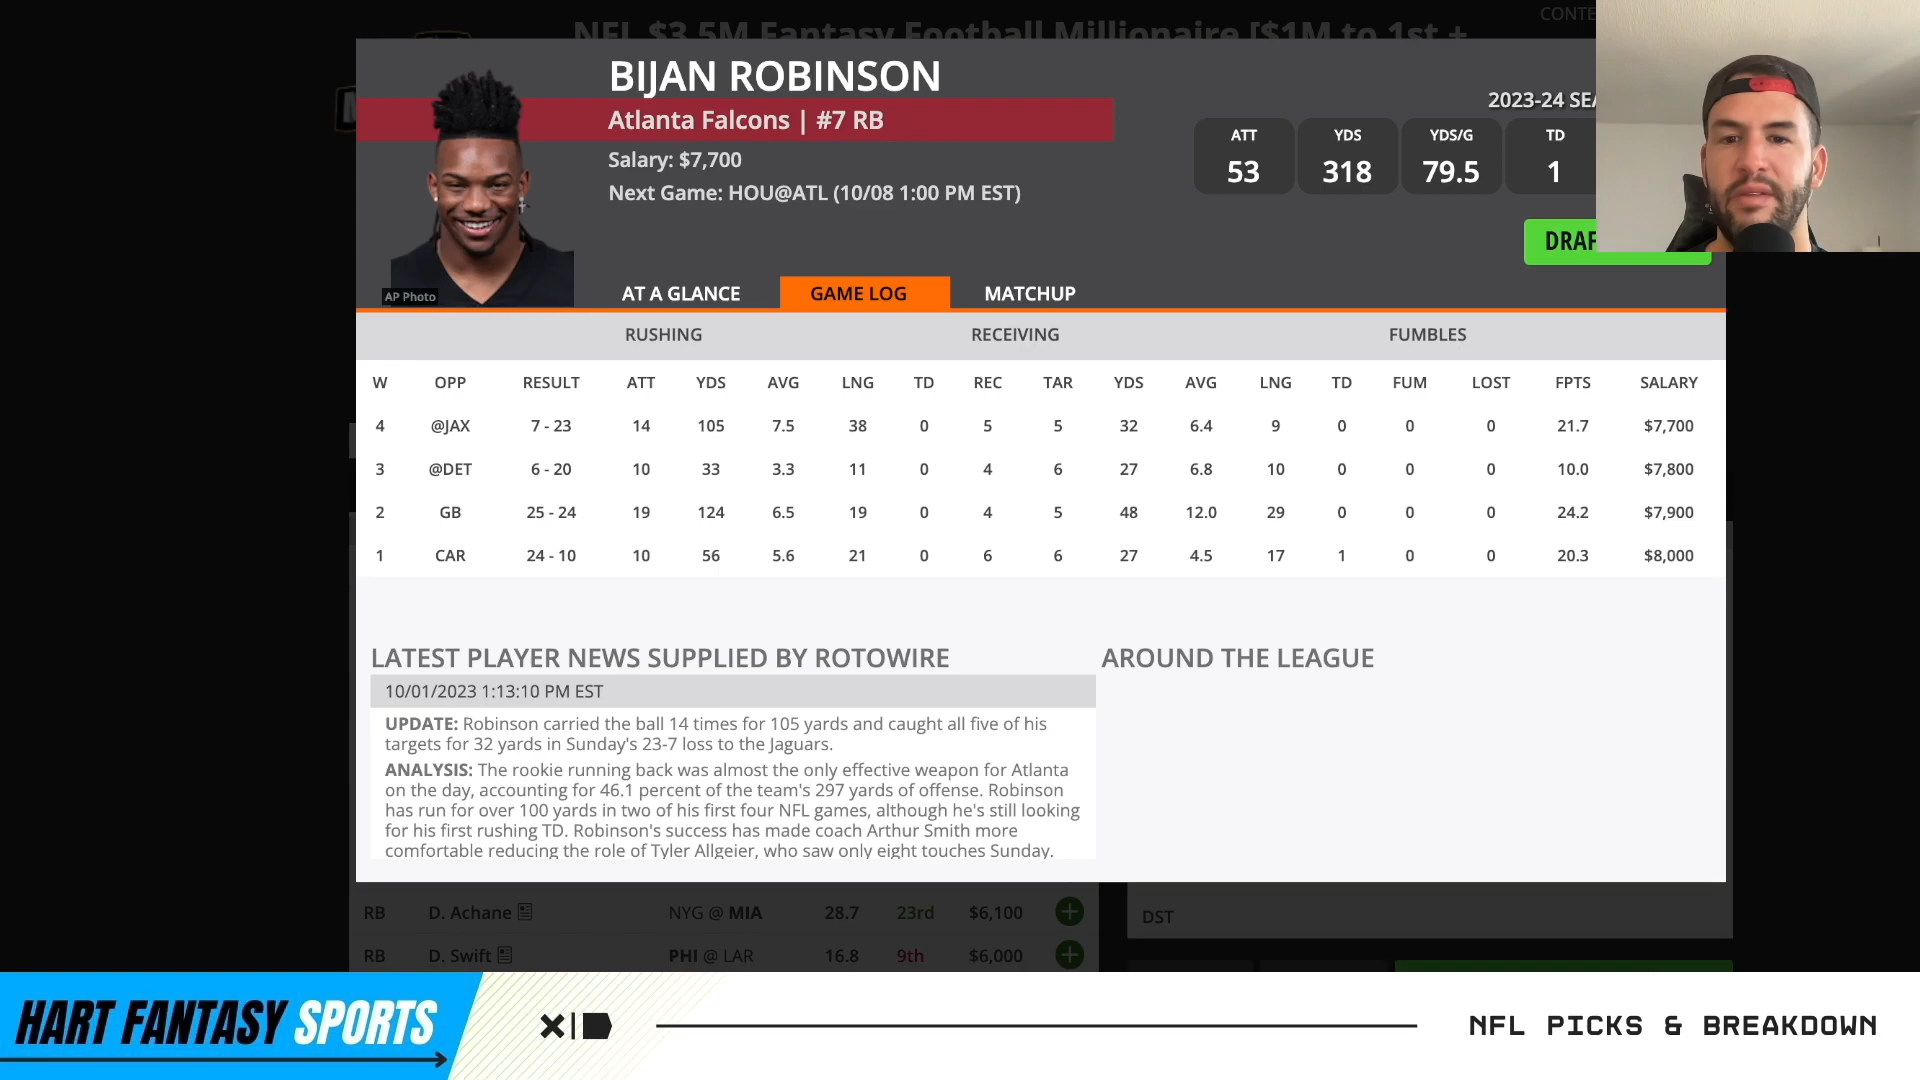 NFL $3.5M Fantasy Football Millionaire [$1M to 1st +
CONTE
BIJAN ROBINSON
Atlanta Falcons | #7 RB
Salary: $7,700
Next Game: HOU@ATL (10/08 1:00 PM EST)
AP Photo
2023-24 SEA
ATT YDS YDS/G TD
53 318 79.5 1
DRAF
AT A GLANCE GAME LOG MATCHUP
RUSHING RECEIVING FUMBLES
W OPP RESULT ATT YDS AVG LNG TD REC TAR YDS AVG LNG TD FUM LOST FPTS SALARY
4 @JAX 7 - 23 14 105 7.5 38 0 5 5 32 6.4 9 0 0 0 21.7 $7,700
3 @DET 6 - 20 10 33 3.3 11 0 4 6 27 6.8 10 0 0 0 10.0 $7,800
2 GB 25 - 24 19 124 6.5 19 0 4 5 48 12.0 29 0 0 0 24.2 $7,900
1 CAR 24 - 10 10 56 5.6 21 0 6 6 27 4.5 17 1 0 0 20.3 $8,000
LATEST PLAYER NEWS SUPPLIED BY ROTOWIRE
10/01/2023 1:13:10 PM EST
UPDATE: Robinson carried the ball 14 times for 105 yards and caught all five of his
targets for 32 yards in Sunday's 23-7 loss to the Jaguars.
ANALYSIS: The rookie running back was almost the only effective weapon for Atlanta
on the day, accounting for 46.1 percent of the team's 297 yards of offense. Robinson
has run for over 100 yards in two of his first four NFL games, although he's still looking
for his first rushing TD. Robinson's success has made coach Arthur Smith more
comfortable reducing the role of Tyler Allgeier, who saw only eight touches Sunday.
AROUND THE LEAGUE
RB D. Achane NYG @ MIA 28.7 23rd $6,100
RB D. Swift PHI @ LAR 16.8 9th $6,000
DST
HART FANTASY SPORTS
NFL PICKS & BREAKDOWN